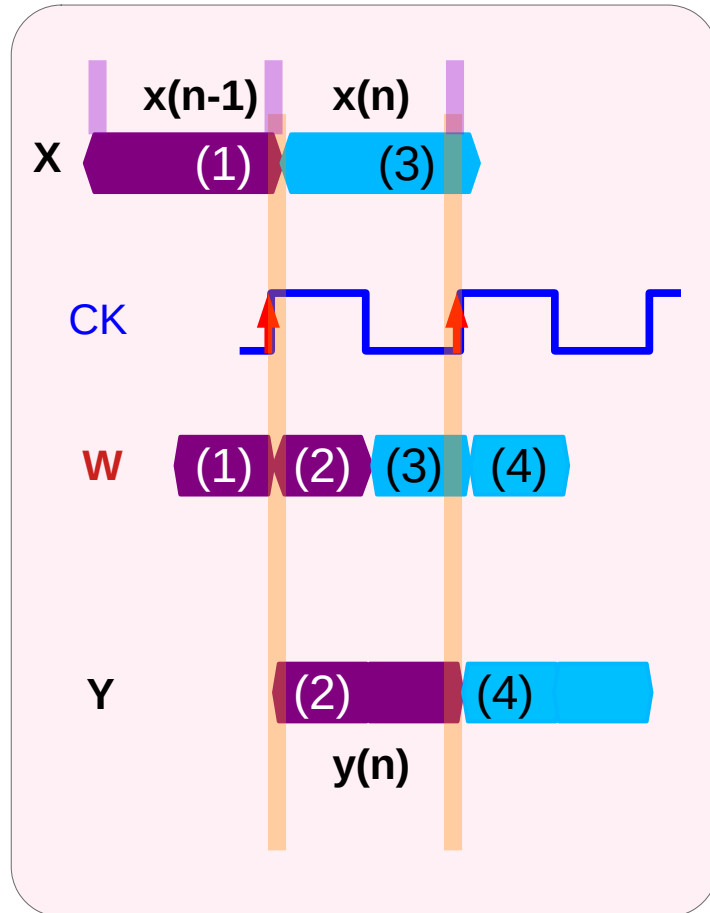 x(n-1) x(n)
X (1) (3)
CK
W (1) (2) (3) (4)
Y (2) (4)
y(n)